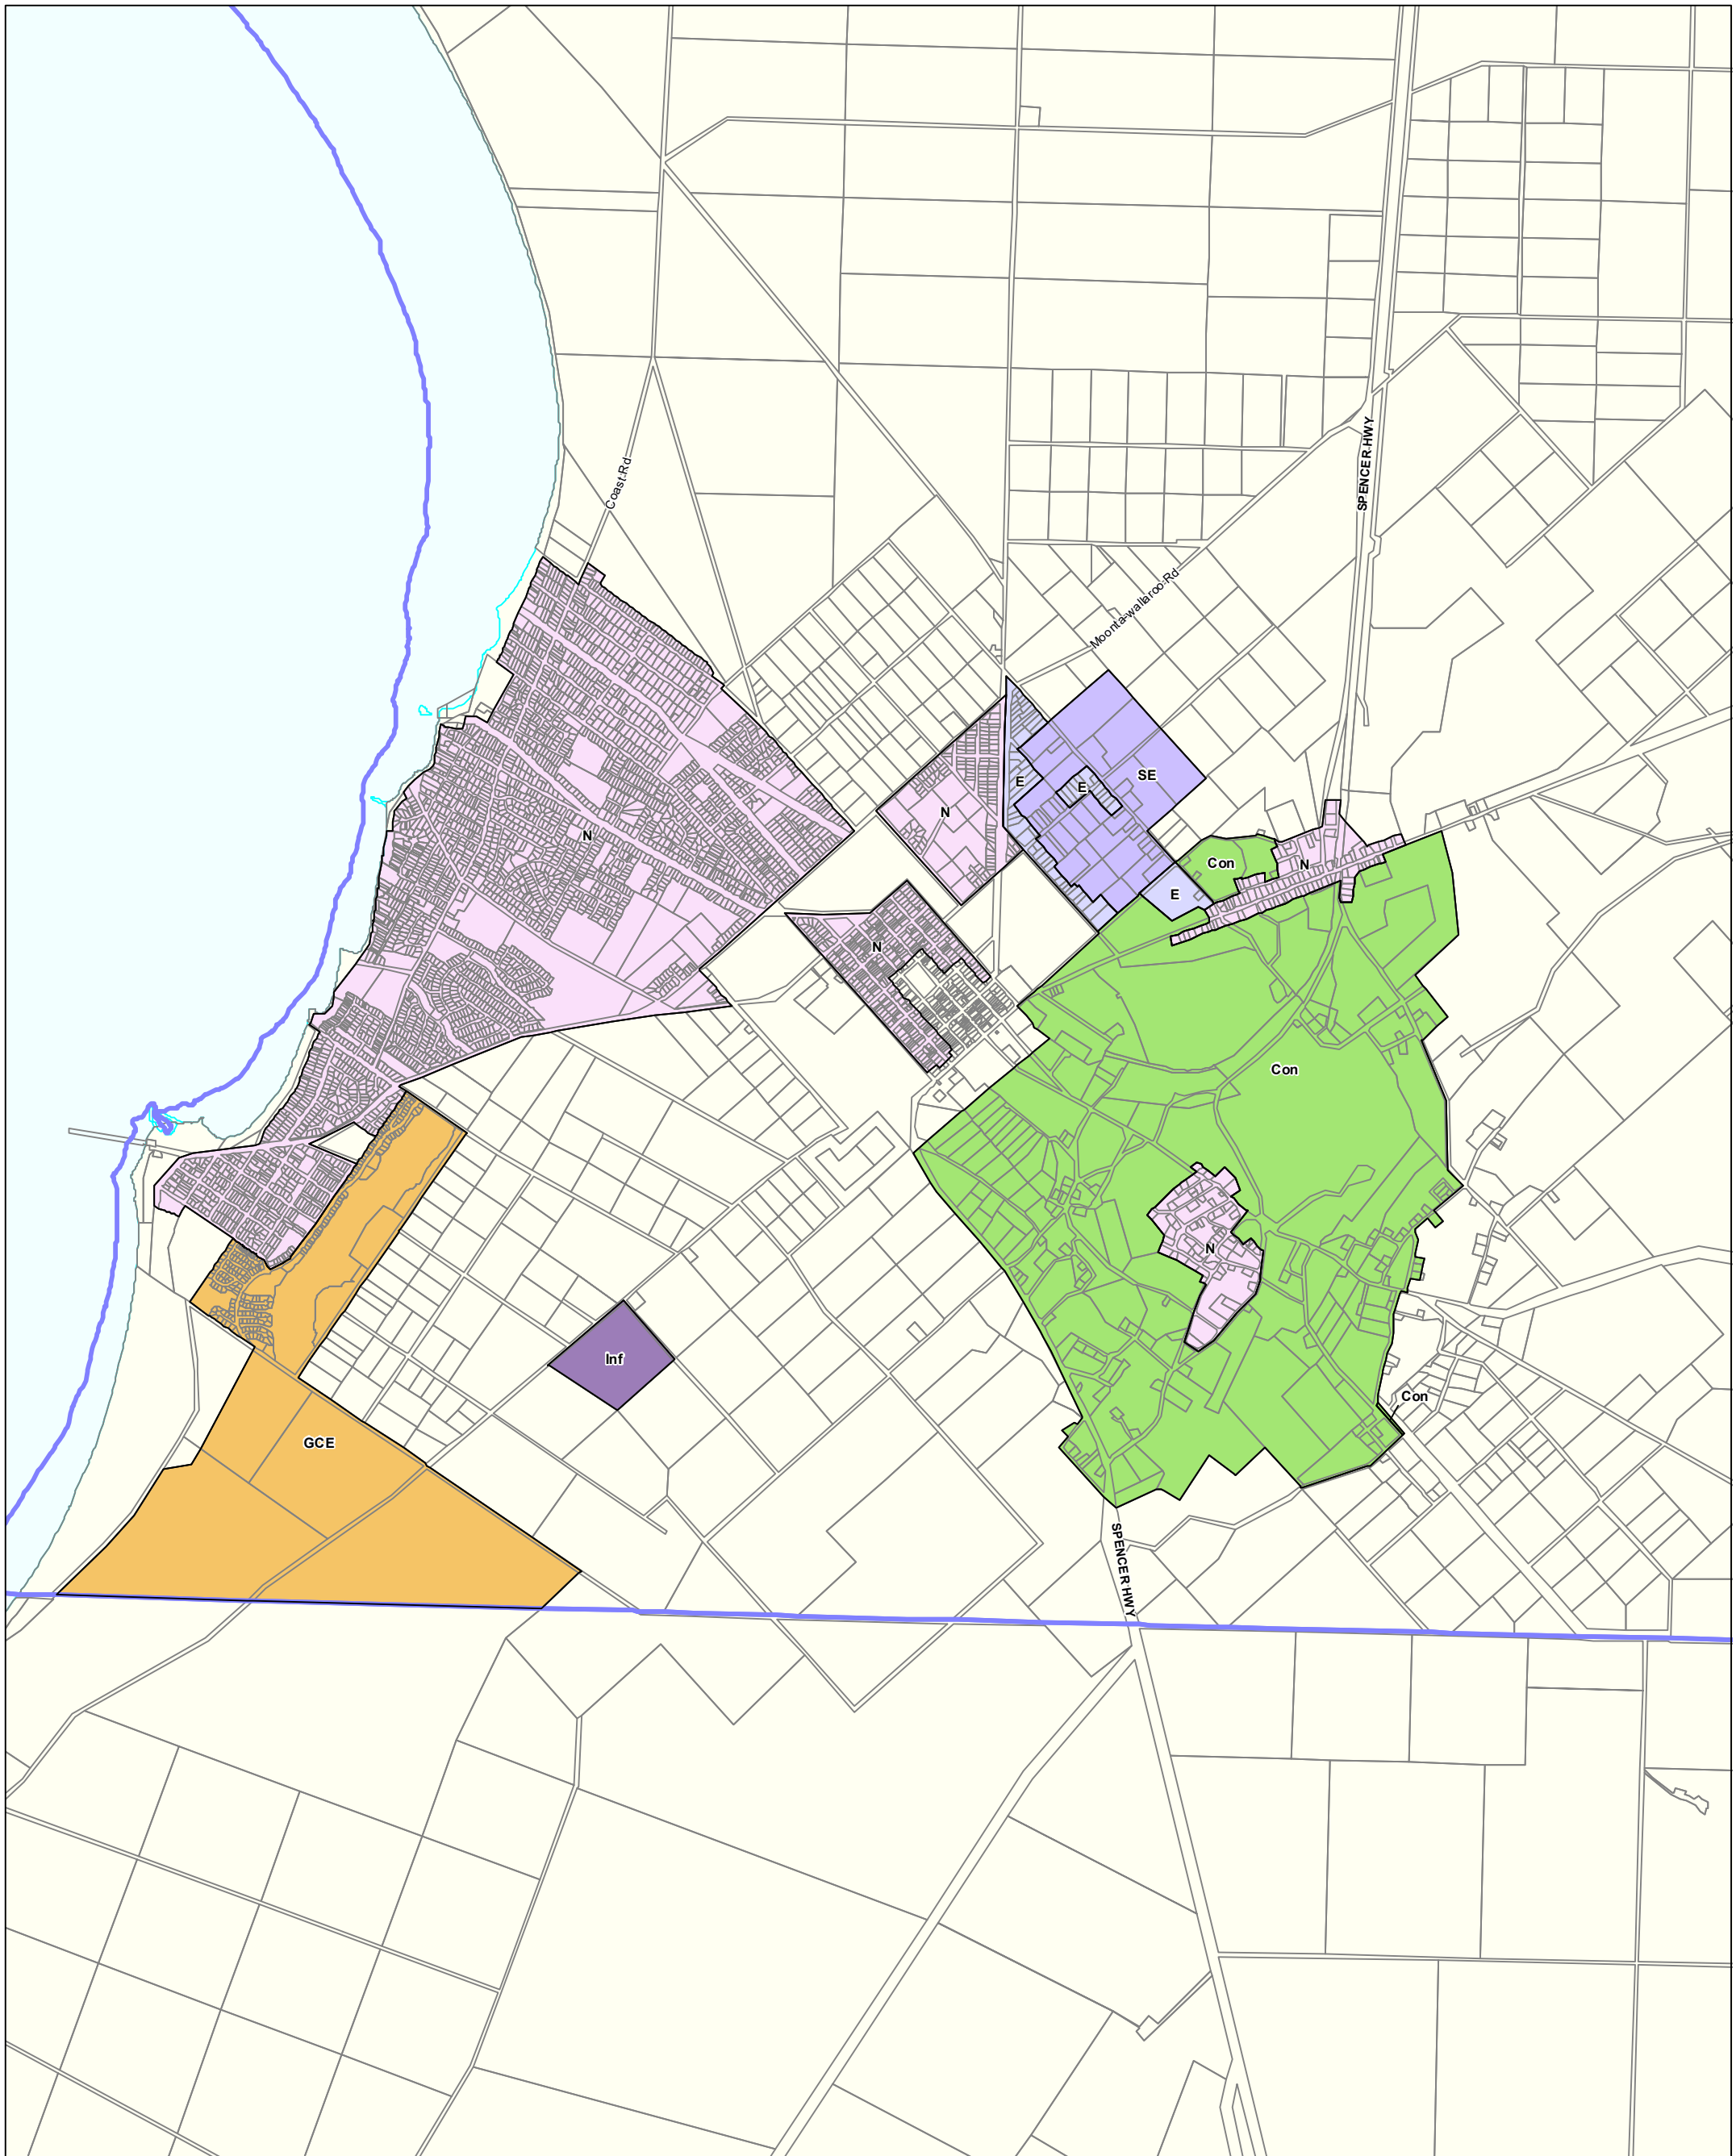 SPENCER HWY
Coast Rd
Moonta-wallaroo Rd
E
E
SE
N
N
Con
N
E
N
Con
N
Inf
Con
GCE
SPENCER HWY